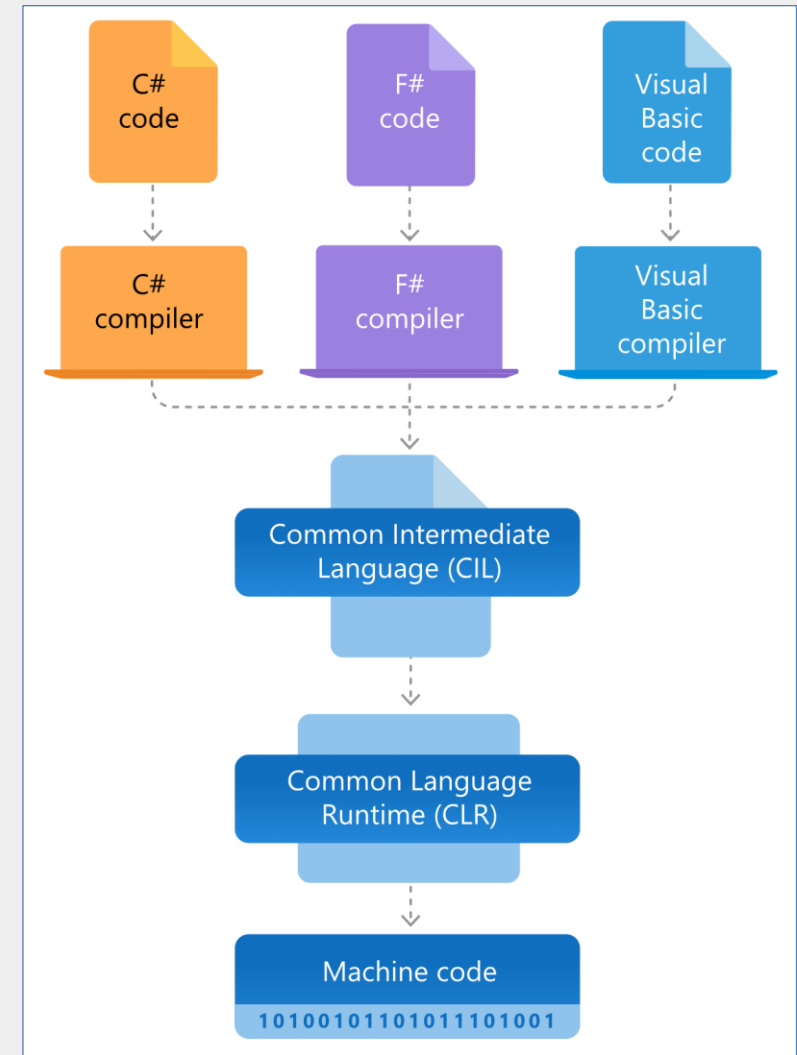 C#
code
F#
code
Visual
Basic
code
C#
compiler
F#
compiler
Visual
Basic
compiler
Common Intermediate
Language (CIL)
Common Language
Runtime (CLR)
Machine code
10100101101011101001